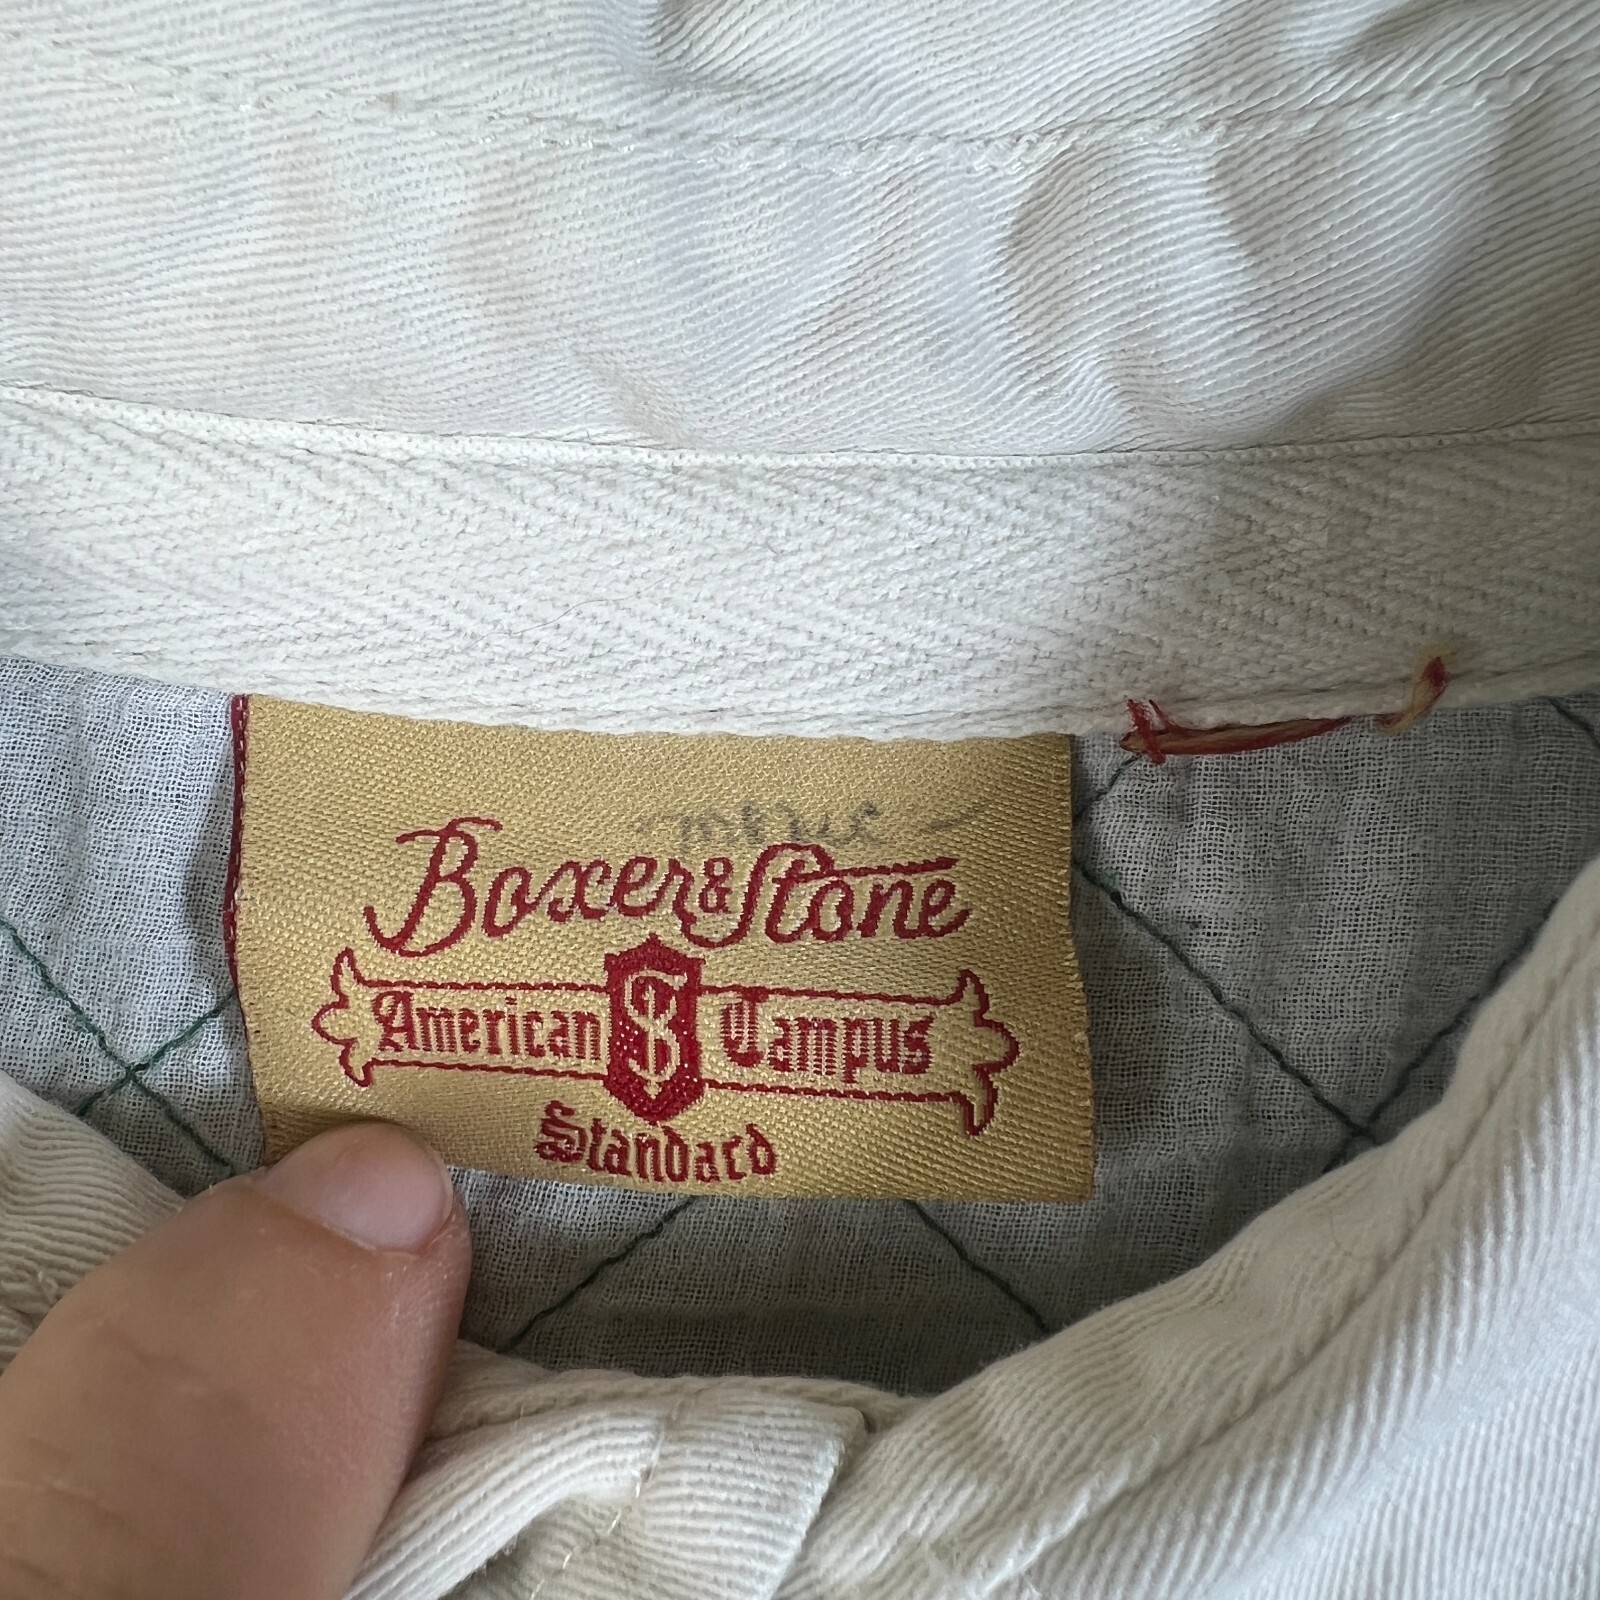 Boxer & Stone
American S Campus
Standard